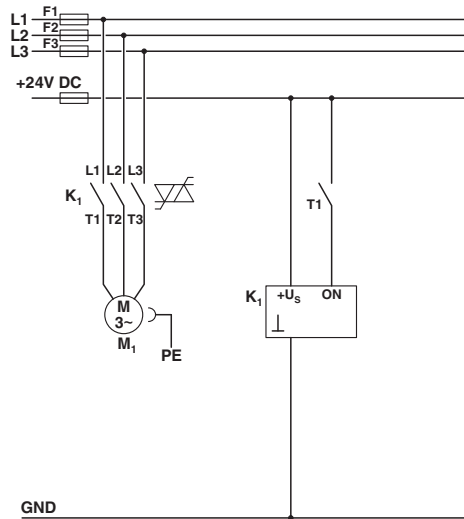 L1 F1
L2 F2
L3 F3
+24V DC
L1 L2 L3
K1
T1 T2 T3
T1
K1 +US ON
M
3~
M1
PE
GND